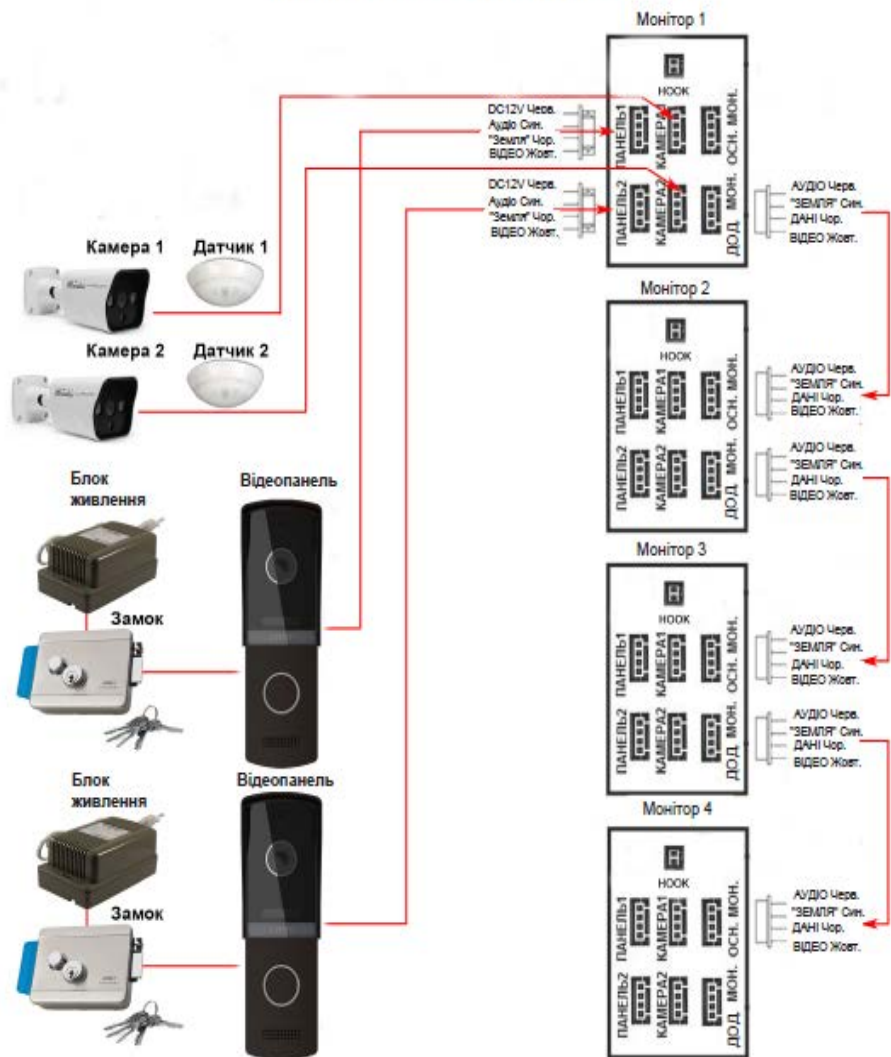 Монітор 1
HOOK
ПАНЕЛЬ1
КАМЕРА1
ОСН. МОН.
ПАНЕЛЬ2
КАМЕРА2
ДОД. МОН.
DC12V Черв.
Аудіо Син.
"Земля" Чор.
ВІДЕО Жовт.
DC12V Черв.
Аудіо Син.
"Земля" Чор.
ВІДЕО Жовт.
АУДІО Черв.
"ЗЕМЛЯ" Син.
ДАНІ Чор.
ВІДЕО Жовт.
Камера 1
Датчик 1
Камера 2
Датчик 2
Монітор 2
HOOK
ПАНЕЛЬ1
КАМЕРА1
ОСН. МОН.
ПАНЕЛЬ2
КАМЕРА2
ДОД. МОН.
АУДІО Черв.
"ЗЕМЛЯ" Син.
ДАНІ Чор.
ВІДЕО Жовт.
АУДІО Черв.
"ЗЕМЛЯ" Син.
ДАНІ Чор.
ВІДЕО Жовт.
Блок
живлення
Відеопанель
Замок
Монітор 3
HOOK
ПАНЕЛЬ1
КАМЕРА1
ОСН. МОН.
ПАНЕЛЬ2
КАМЕРА2
ДОД. МОН.
АУДІО Черв.
"ЗЕМЛЯ" Син.
ДАНІ Чор.
ВІДЕО Жовт.
АУДІО Черв.
"ЗЕМЛЯ" Син.
ДАНІ Чор.
ВІДЕО Жовт.
Блок
живлення
Відеопанель
Замок
Монітор 4
HOOK
ПАНЕЛЬ1
КАМЕРА1
ОСН. МОН.
ПАНЕЛЬ2
КАМЕРА2
ДОД. МОН.
АУДІО Черв.
"ЗЕМЛЯ" Син.
ДАНІ Чор.
ВІДЕО Жовт.